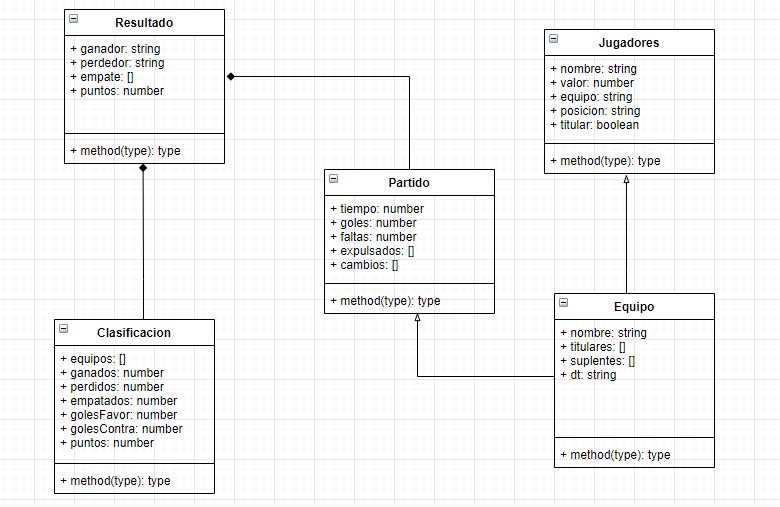 Resultado
+ ganador: string
+ perdedor: string
+ empate: []
+ puntos: number
+ method(type): type
Jugadores
+ nombre: string
+ valor: number
+ equipo: string
+ posicion: string
+ titular: boolean
+ method(type): type
Partido
+ tiempo: number
+ goles: number
+ faltas: number
+ expulsados: []
+ cambios: []
+ method(type): type
Clasificacion
+ equipos: []
+ ganados: number
+ perdidos: number
+ empatados: number
+ golesFavor: number
+ golesContra: number
+ puntos: number
+ method(type): type
Equipo
+ nombre: string
+ titulares: []
+ suplentes: []
+ dt: string
+ method(type): type